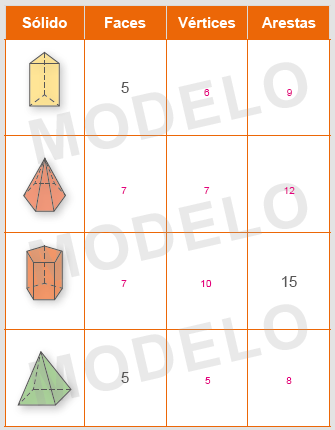 Sólido Faces Vértices Arestas
5 6 9
MODELO
7 7 12
MODELO
7 10 15
MODELO
5 5 8